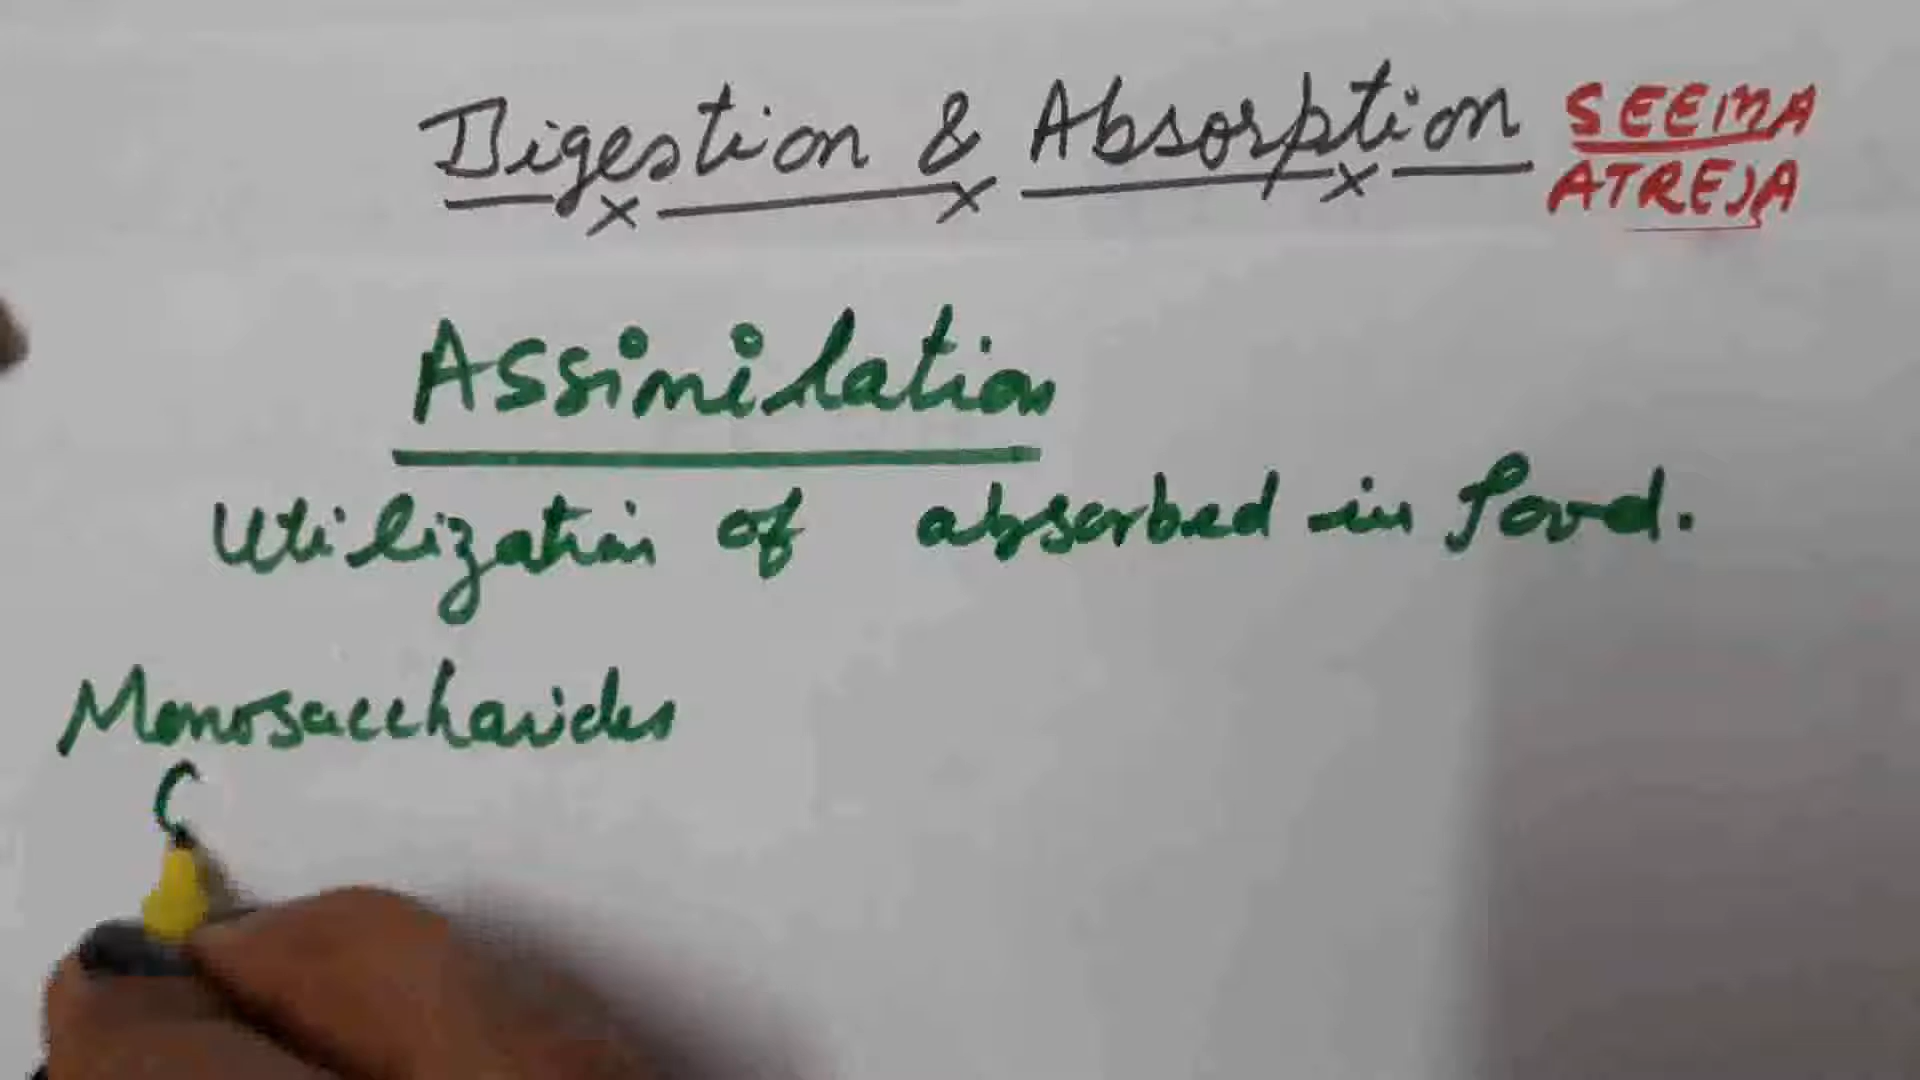 Digestion & Absorption
SEEMA
ATREJA
Assimilation
Utilization of absorbed in food.
Monosaccharides
C